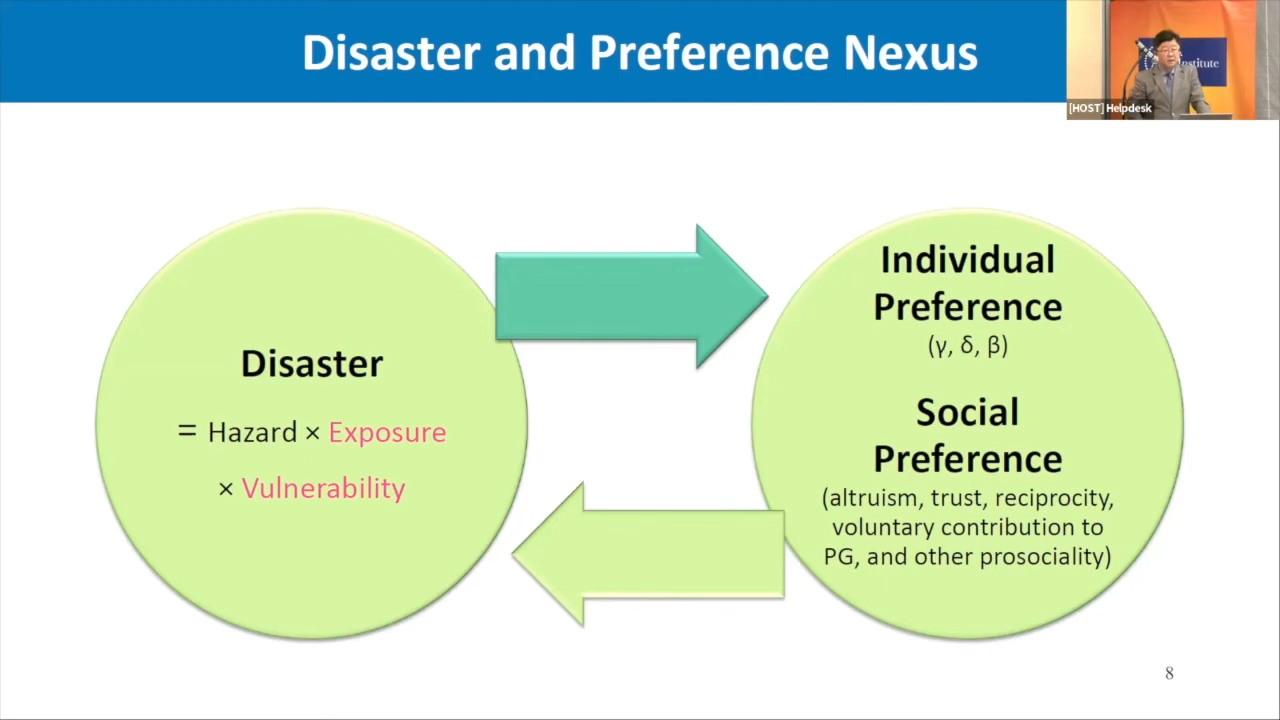 Disaster and Preference Nexus
Institute
[HOST] Helpdesk
Disaster
= Hazard × Exposure
× Vulnerability
Individual
Preference
(γ, δ, β)
Social
Preference
(altruism, trust, reciprocity,
voluntary contribution to
PG, and other prosociality)
8